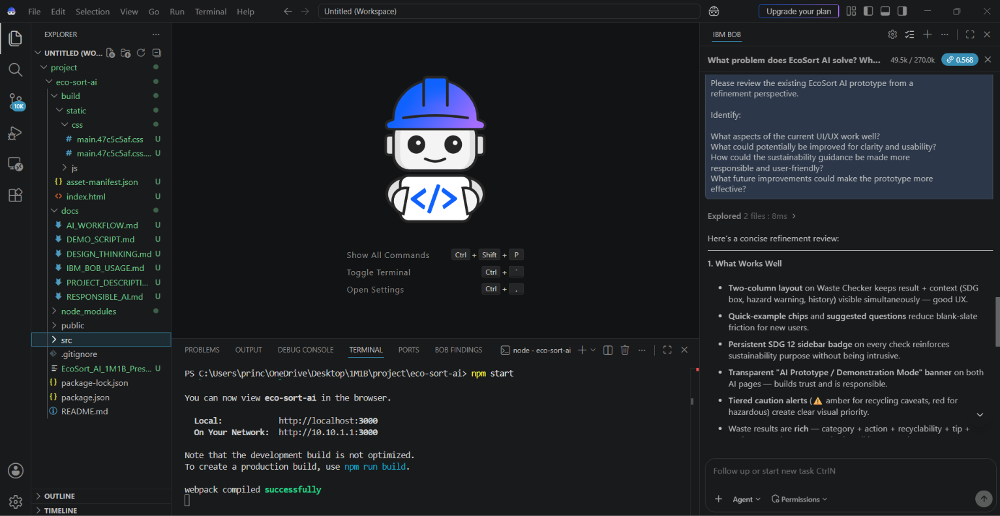 File Edit Selection View Go Run Terminal Help
Untitled (Workspace)
Upgrade your plan
EXPLORER
UNTITLED (WO...
project
eco-sort-ai
build
static
css
# main.47c5c5af.css U
# main.47c5c5af.css.... U
js
{} asset-manifest.json U
<> index.html U
docs
AI_WORKFLOW.md U
DEMO_SCRIPT.md U
DESIGN_THINKING.md U
IBM_BOB_USAGE.md U
PROJECT_DESCRIPTI... U
RESPONSIBLE_AI.md U
node_modules
public
src
.gitignore
EcoSort_AI_1M1B_Pres... U
{} package-lock.json
{} package.json
README.md
OUTLINE
TIMELINE
10K
</>
Show All Commands Ctrl + Shift + P
Toggle Terminal Ctrl + `
Open Settings Ctrl + ,
PROBLEMS OUTPUT DEBUG CONSOLE TERMINAL PORTS BOB FINDINGS node - eco-sort-ai
PS C:\Users\princ\OneDrive\Desktop\1M1B\project\eco-sort-ai> npm start
You can now view eco-sort-ai in the browser.
Local: http://localhost:3000
On Your Network: http://10.10.1.1:3000
Note that the development build is not optimized.
To create a production build, use npm run build.
webpack compiled successfully
IBM BOB
What problem does EcoSort AI solve? Wh... 49.5k / 270.0k 0.568
Please review the existing EcoSort AI prototype from a
refinement perspective.
Identify:
What aspects of the current UI/UX work well?
What could potentially be improved for clarity and usability?
How could the sustainability guidance be made more
responsible and user-friendly?
What future improvements could make the prototype more
effective?
Explored 2 files : 8ms
Here's a concise refinement review:
1. What Works Well
• Two-column layout on Waste Checker keeps result + context (SDG
box, hazard warning, history) visible simultaneously — good UX.
• Quick-example chips and suggested questions reduce blank-slate
friction for new users.
• Persistent SDG 12 sidebar badge on every check reinforces
sustainability purpose without being intrusive.
• Transparent "AI Prototype / Demonstration Mode" banner on both
AI pages — builds trust and is responsible.
• Tiered caution alerts (⚠️ amber for recycling caveats, red for
hazardous) create clear visual priority.
• Waste results are rich — category + action + recyclability + tip +
Follow up or start new task CtrlN
Agent Permissions